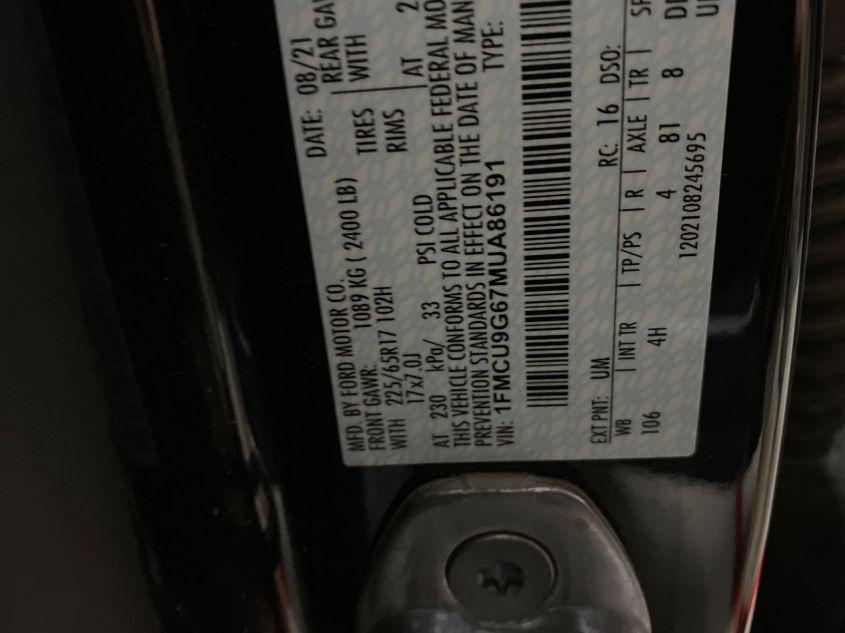 MFD. BY FORD MOTOR CO. DATE: 08/21
FRONT GAWR: 1089 KG ( 2400 LB) REAR
WITH 225/65R17 102H TIRES WITH
17x7.0J RIMS
AT 230 kPa/ 33 PSI COLD AT 2
THIS VEHICLE CONFORMS TO ALL APPLICABLE FEDERAL MO
PREVENTION STANDARDS IN EFFECT ON THE DATE OF MAN
VIN: 1FMCU9G67MUA86191 TYPE:
EXT PNT: UM RC: 16 DSO:
WB INT TR TP/PS R AXLE TR
106 4H 4 81 8
1202108245695